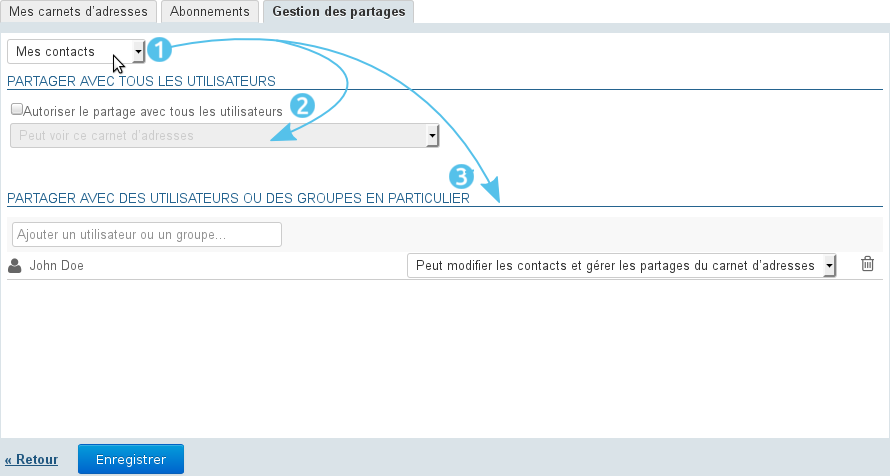 Mes carnets d'adresses Abonnements Gestion des partages
Mes contacts 1
PARTAGER AVEC TOUS LES UTILISATEURS
Autoriser le partage avec tous les utilisateurs 2
Peut voir ce carnet d'adresses
3
PARTAGER AVEC DES UTILISATEURS OU DES GROUPES EN PARTICULIER
Ajouter un utilisateur ou un groupe...
John Doe Peut modifier les contacts et gérer les partages du carnet d'adresses
« Retour Enregistrer